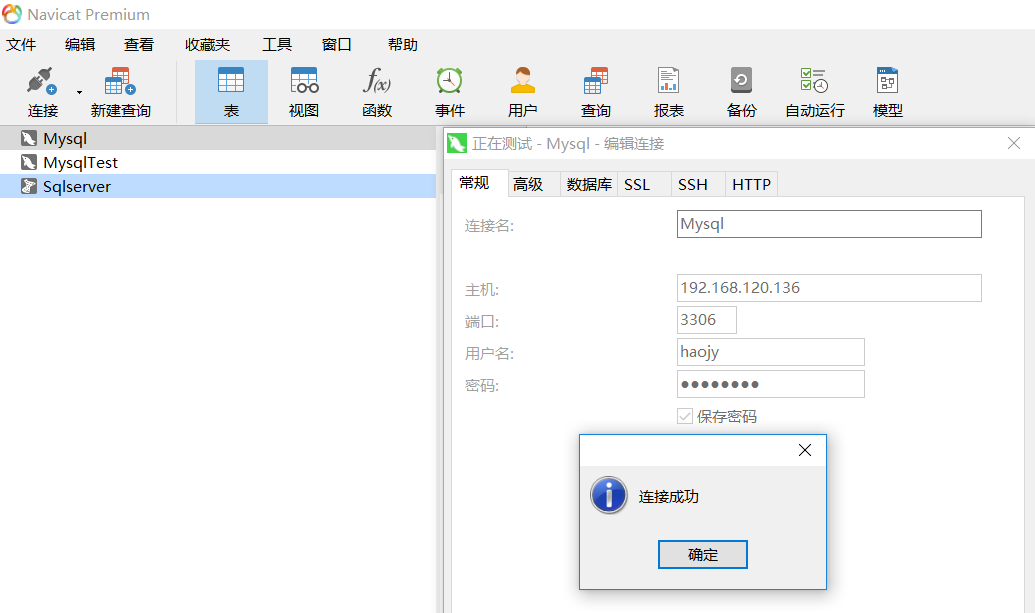 Navicat Premium
文件 编辑 查看 收藏夹 工具 窗口 帮助
连接 新建查询 表 视图 函数 事件 用户 查询 报表 备份 自动运行 模型
Mysql
MysqlTest
Sqlserver
正在测试 - Mysql - 编辑连接
常规 高级 数据库 SSL SSH HTTP
连接名: Mysql
主机: 192.168.120.136
端口: 3306
用户名: haojy
密码: ●●●●●●●●
保存密码
连接成功
确定